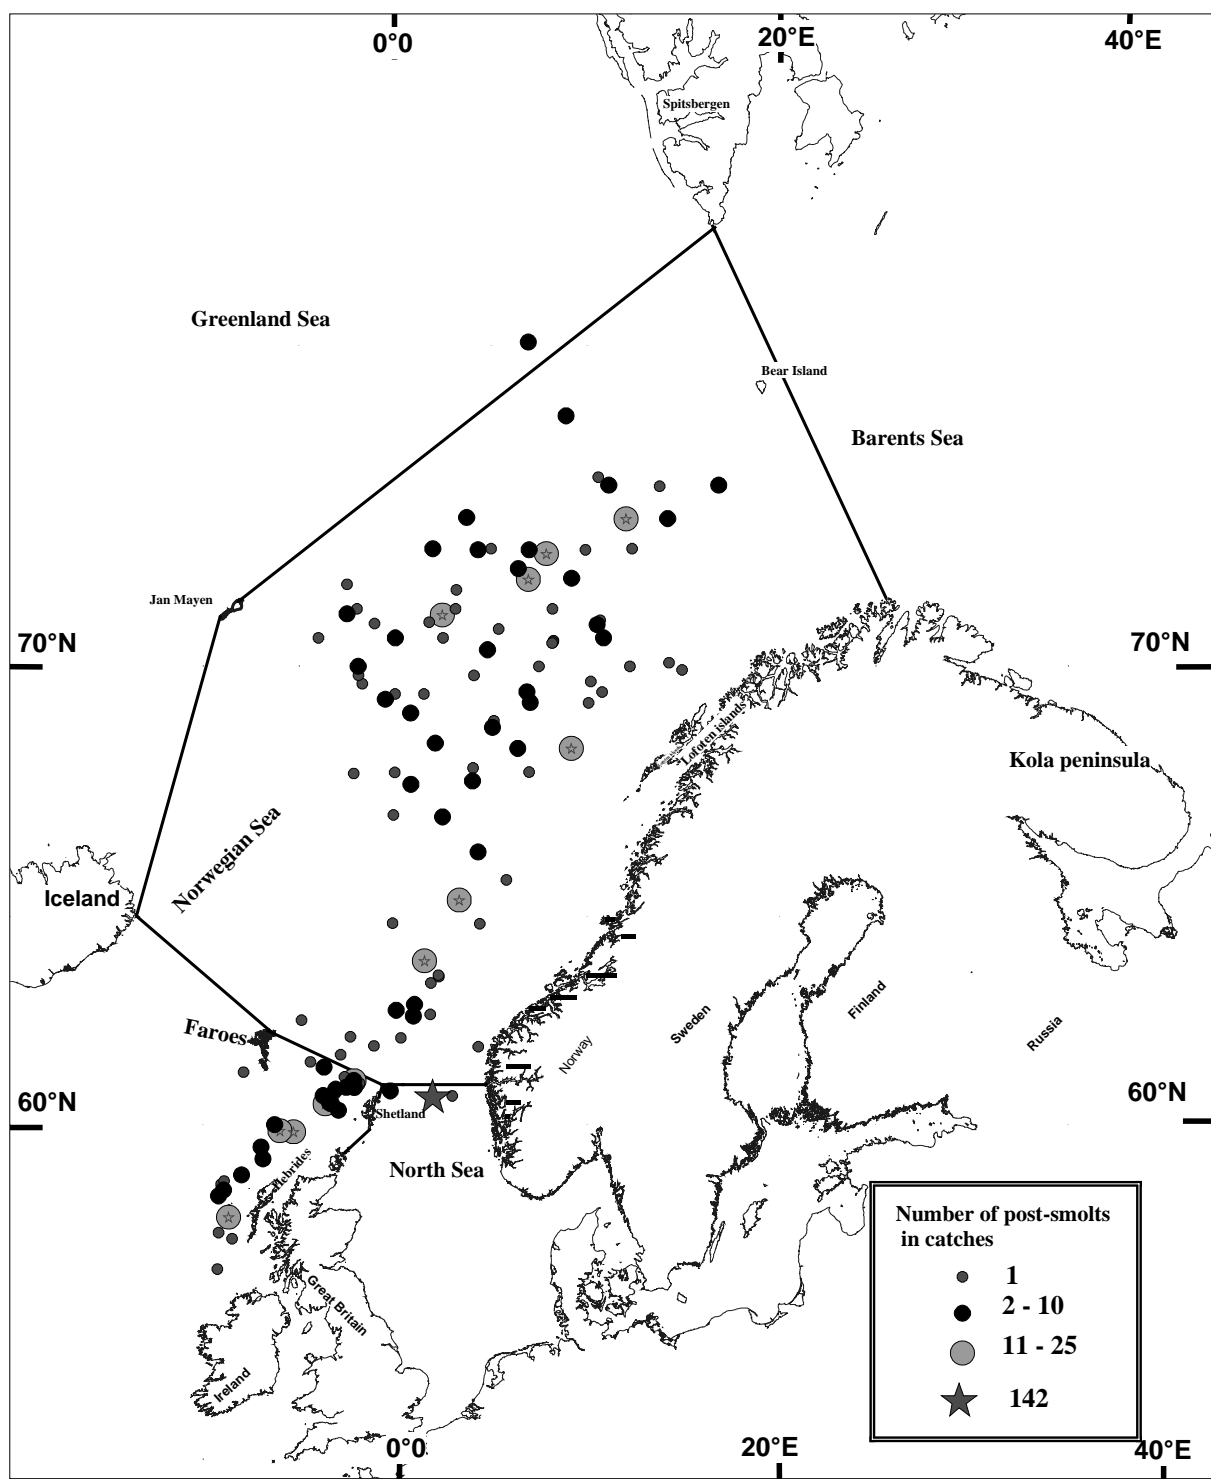 0°0
20°E
40°E
Spitsbergen
Greenland Sea
Bear Island
Barents Sea
Jan Mayen
70°N
70°N
Lofoten islands
Kola peninsula
Norwegian Sea
Iceland
Faroes
Norway
Sweden
Finland
Russia
60°N
60°N
Shetland
North Sea
Hebrides
Great Britain
Ireland
Number of post-smolts
in catches
1
2 - 10
11 - 25
142
0°0
20°E
40°E